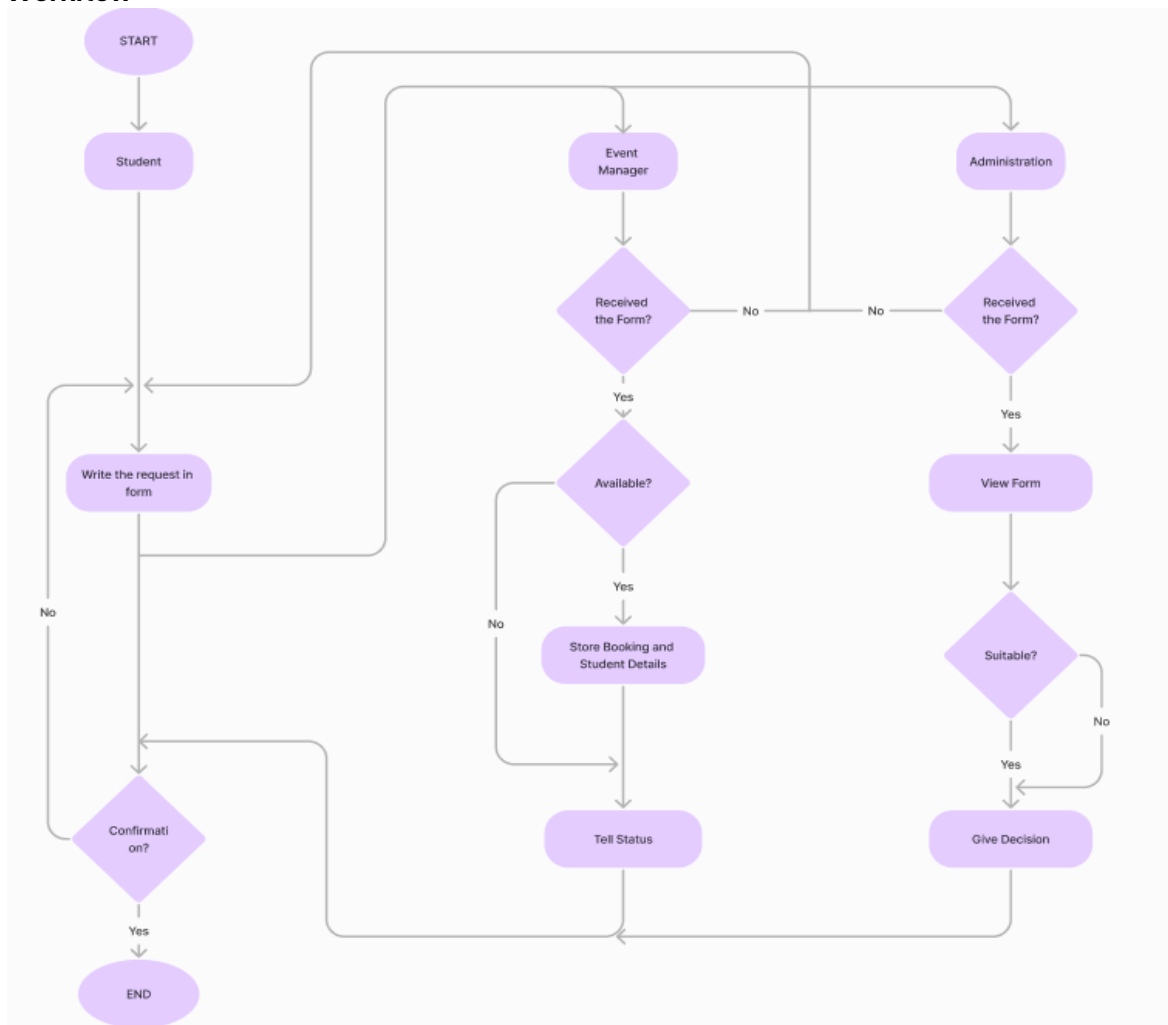 START
Student
Event
Manager
Administration
Received
the Form?
No
No
Received
the Form?
Yes
Yes
Write the request in
form
Available?
View Form
Yes
No
No
Store Booking and
Student Details
Suitable?
No
Yes
Confirmati
on?
Tell Status
Give Decision
Yes
END